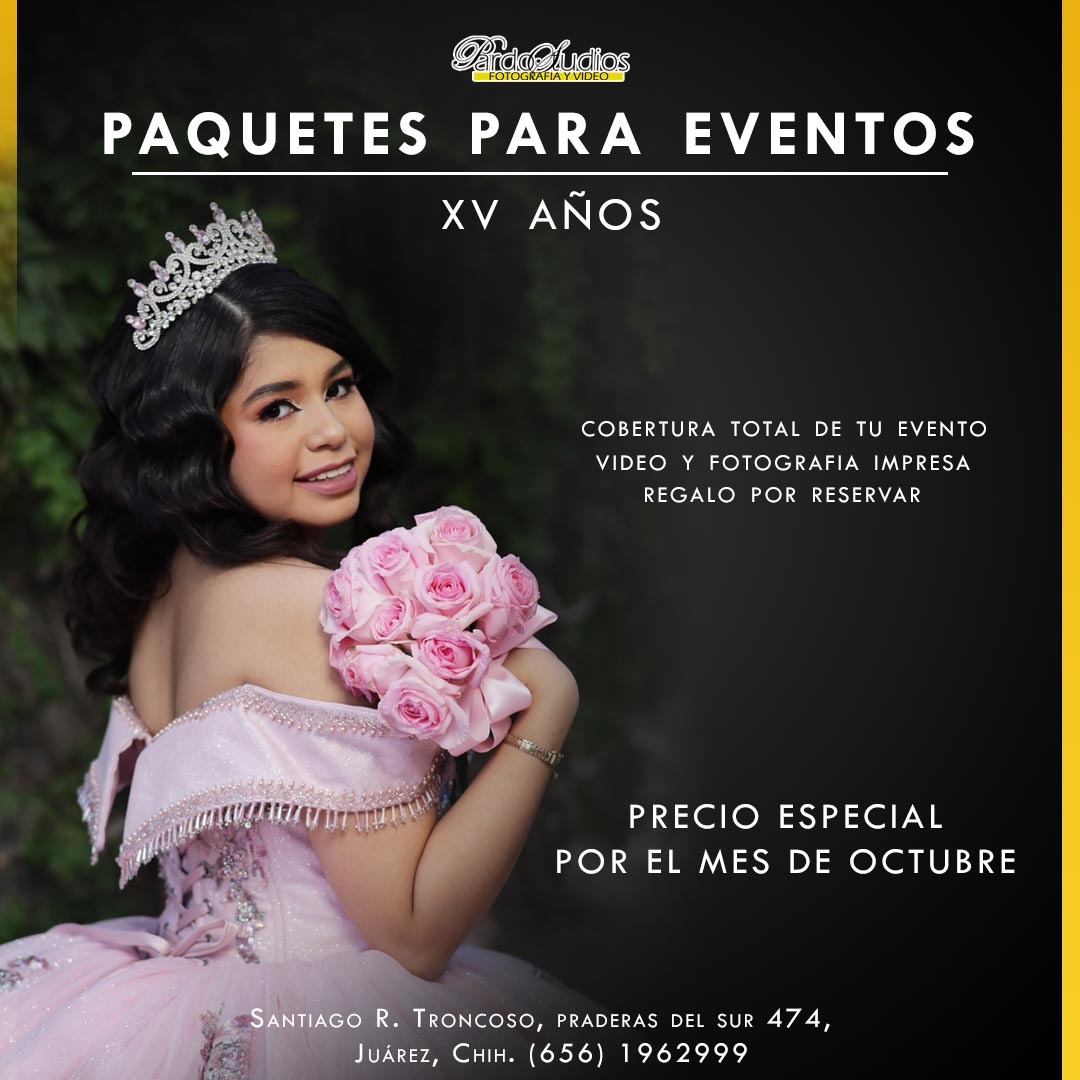 PardoStudios
FOTOGRAFIA Y VIDEO
PAQUETES PARA EVENTOS
XV AÑOS
COBERTURA TOTAL DE TU EVENTO
VIDEO Y FOTOGRAFIA IMPRESA
REGALO POR RESERVAR
PRECIO ESPECIAL
POR EL MES DE OCTUBRE
Santiago R. Troncoso, praderas del sur 474,
Juárez, Chih. (656) 1962999